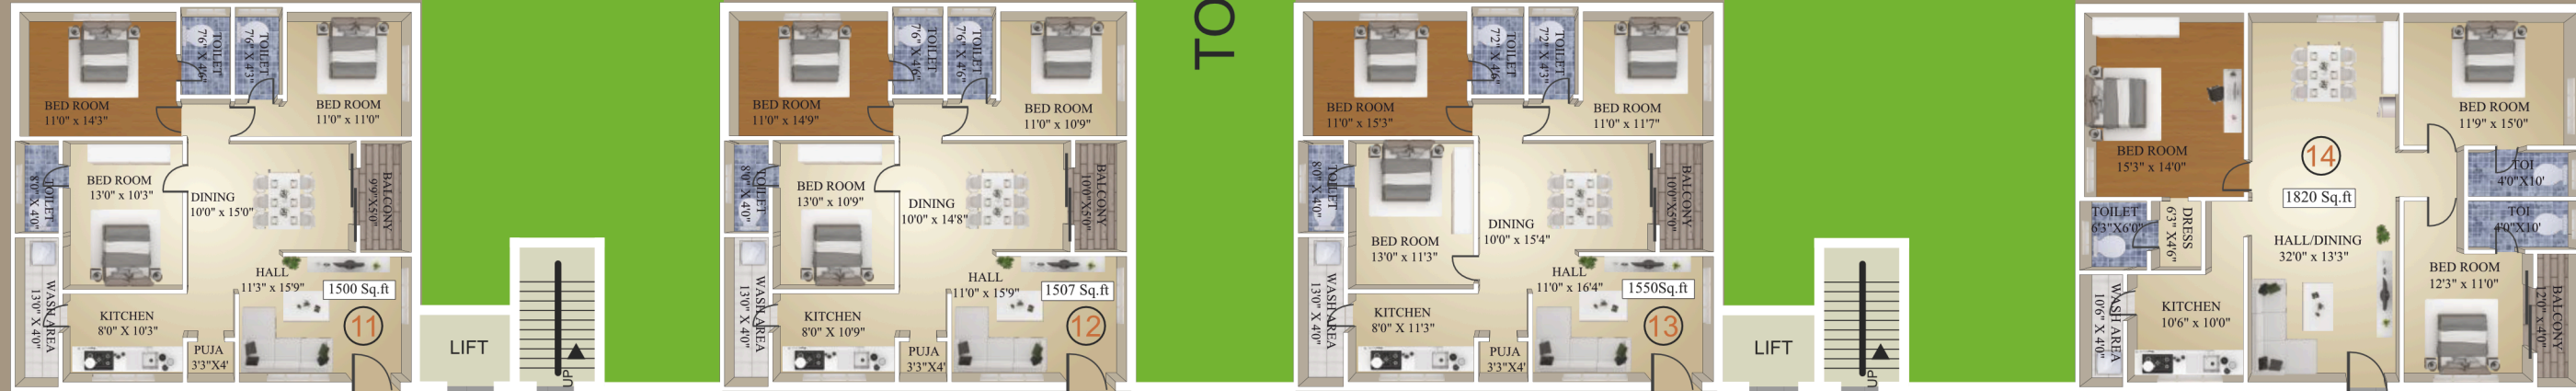 BED ROOM
11'0" x 14'3"
TOILET
7'6" X 4'6"
TOILET
7'6" X 4'3"
BED ROOM
11'0" x 11'0"
TOILET
8'0" X 4'0"
BED ROOM
13'0" x 10'3"
DINING
10'0" x 15'0"
BALCONY
9'9"X5'0"
HALL
11'3" x 15'9"
1500 Sq.ft
11
WASH AREA
13'0" X 4'0"
KITCHEN
8'0" X 10'3"
PUJA
3'3"X4'
LIFT
UP
BED ROOM
11'0" x 14'9"
TOILET
7'6" X 4'6"
TOILET
7'6" X 4'6"
BED ROOM
11'0" x 10'9"
TOILET
8'0" X 4'0"
BED ROOM
13'0" x 10'9"
DINING
10'0" x 14'8"
BALCONY
10'0"X5'0"
HALL
11'0" x 15'9"
1507 Sq.ft
12
WASH AREA
13'0" X 4'0"
KITCHEN
8'0" X 10'9"
PUJA
3'3"X4'
TO
BED ROOM
11'0" x 15'3"
TOILET
7'2" X 4'6"
TOILET
7'2" X 4'3"
BED ROOM
11'0" x 11'7"
TOILET
8'0" X 4'0"
BED ROOM
13'0" x 11'3"
DINING
10'0" x 15'4"
BALCONY
10'0"X5'0"
HALL
11'0" x 16'4"
1550Sq.ft
13
WASH AREA
13'0" X 4'0"
KITCHEN
8'0" X 11'3"
PUJA
3'3"X4'
LIFT
UP
BED ROOM
15'3" x 14'0"
14
1820 Sq.ft
BED ROOM
11'9" x 15'0"
TOI
4'0"X10'
TOI
4'0"X10'
TOILET
6'3"X6'0"
DRESS
6'3" X4'6"
HALL/DINING
32'0" x 13'3"
BED ROOM
12'3" x 11'0"
BALCONY
12'0" x 4'0"
WASH AREA
10'6" X 4'0"
KITCHEN
10'6" x 10'0"